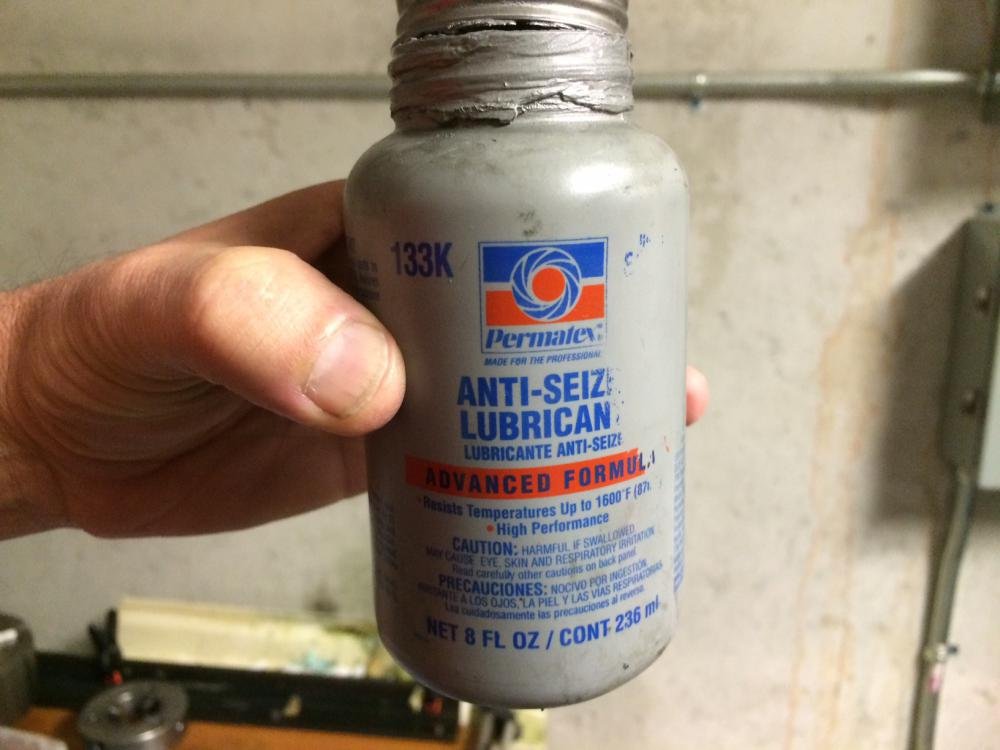 133K
Permatex
MADE FOR THE PROFESSIONAL
ANTI-SEIZ
LUBRICAN
LUBRICANTE ANTI-SEIZE
ADVANCED FORMULA
•Resists Temperatures Up to 1600°F (87
•High Performance
CAUTION: HARMFUL IF SWALLOWED.
MAY CAUSE EYE, SKIN AND RESPIRATORY IRRITATION
Read carefully other cautions on back panel.
PRECAUCIONES: NOCIVO POR INGESTIÓN.
IRRITANTE A LOS OJOS, LA PIEL Y LAS VIAS RESPIRATORIAS
Lea cuidadosamente las precauciones al reverso.
NET 8 FL OZ / CONT 236 ml